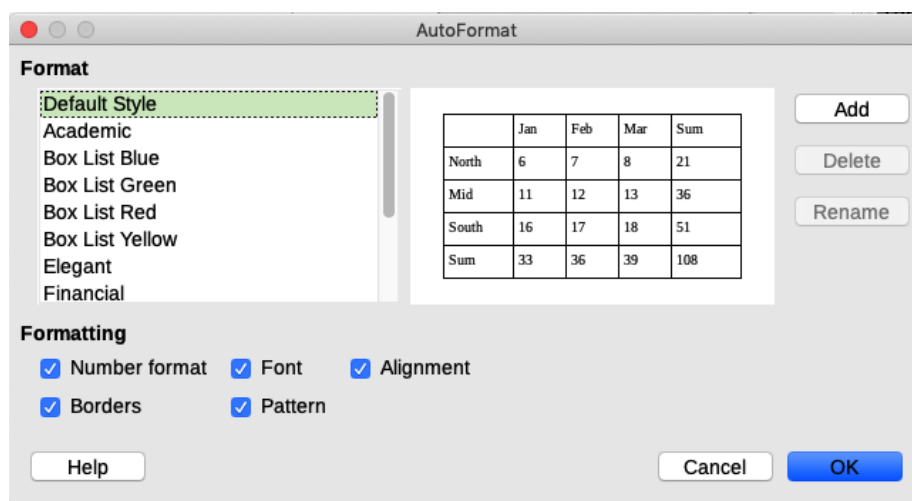 AutoFormat
Format
Default Style
Academic
Box List Blue
Box List Green
Box List Red
Box List Yellow
Elegant
Financial
Jan Feb Mar Sum
North 6 7 8 21
Mid 11 12 13 36
South 16 17 18 51
Sum 33 36 39 108
Add
Delete
Rename
Formatting
Number format Font Alignment
Borders Pattern
Help Cancel OK